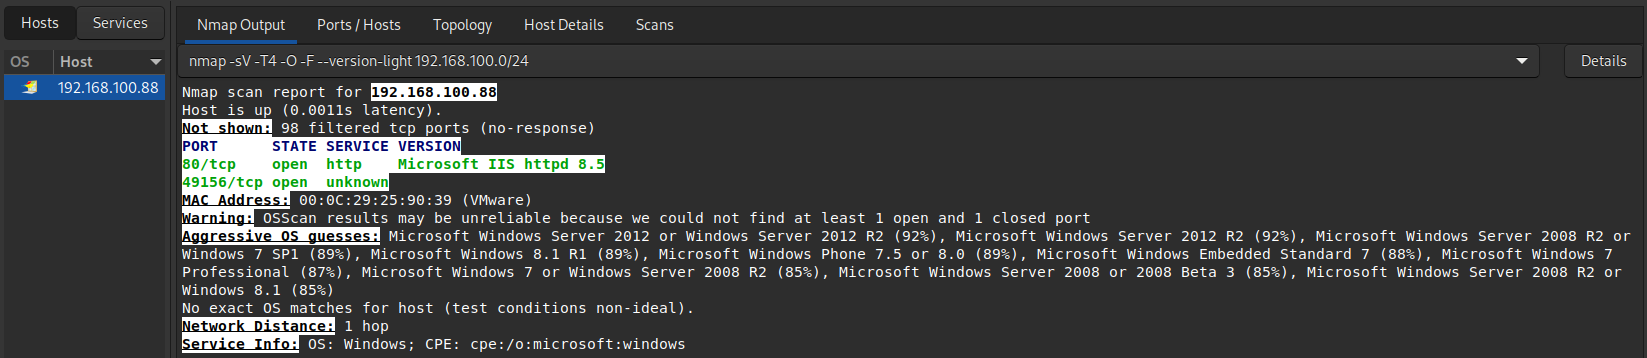 Hosts Services Nmap Output Ports / Hosts Topology Host Details Scans
OS Host nmap -sV -T4 -O -F --version-light 192.168.100.0/24 Details
192.168.100.88
Nmap scan report for 192.168.100.88
Host is up (0.0011s latency).
Not shown: 98 filtered tcp ports (no-response)
PORT STATE SERVICE VERSION
80/tcp open http Microsoft IIS httpd 8.5
49156/tcp open unknown
MAC Address: 00:0C:29:25:90:39 (VMware)
Warning: OSScan results may be unreliable because we could not find at least 1 open and 1 closed port
Aggressive OS guesses: Microsoft Windows Server 2012 or Windows Server 2012 R2 (92%), Microsoft Windows Server 2012 R2 (92%), Microsoft Windows Server 2008 R2 or
Windows 7 SP1 (89%), Microsoft Windows 8.1 R1 (89%), Microsoft Windows Phone 7.5 or 8.0 (89%), Microsoft Windows Embedded Standard 7 (88%), Microsoft Windows 7
Professional (87%), Microsoft Windows 7 or Windows Server 2008 R2 (85%), Microsoft Windows Server 2008 or 2008 Beta 3 (85%), Microsoft Windows Server 2008 R2 or
Windows 8.1 (85%)
No exact OS matches for host (test conditions non-ideal).
Network Distance: 1 hop
Service Info: OS: Windows; CPE: cpe:/o:microsoft:windows